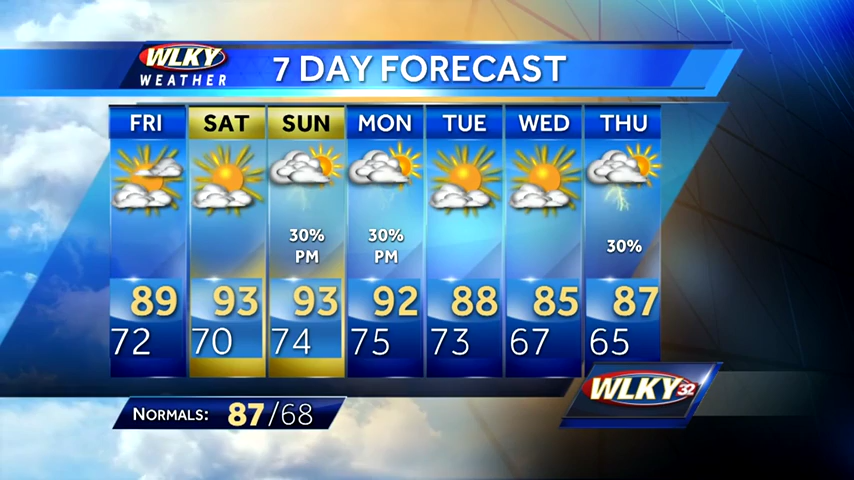 WLKY
WEATHER
7 DAY FORECAST
FRI SAT SUN MON TUE WED THU
30% 30% 30%
PM PM
89 93 93 92 88 85 87
72 70 74 75 73 67 65
WLKY 32
NORMALS: 87/68